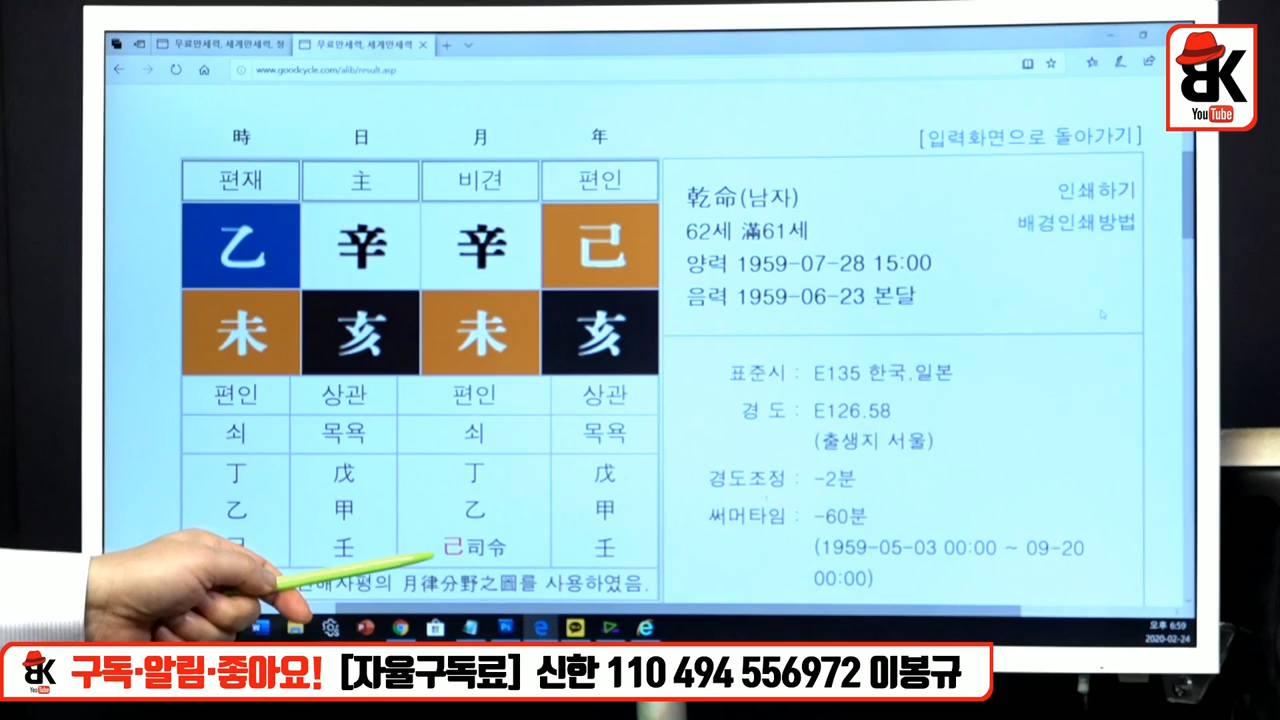 무료만세력, 세계만세력, 정
무료만세력, 세계만세력
www.goodcycle.com/alib/result.asp
BK
YouTube
時 日 月 年
[입력화면으로 돌아가기]
편재 主 비견 편인
乙 辛 辛 己
未 亥 未 亥
편인 상관 편인 상관
쇠 목욕 쇠 목욕
丁 戊 丁 戊
乙 甲 乙 甲
壬 己司令 壬
해자평의 月律分野之圖를 사용하였음.
乾命(남자)
인쇄하기
62세 滿61세
배경인쇄방법
양력 1959-07-28 15:00
음력 1959-06-23 본달
표준시 : E135 한국,일본
경 도 : E126.58
(출생지 서울)
경도조정 : -2분
써머타임 : -60분
(1959-05-03 00:00 ~ 09-20
00:00)
오후 6:59
2020-02-24
BK
YouTube
구독·알림·좋아요! [자율구독료] 신한 110 494 556972 이봉규